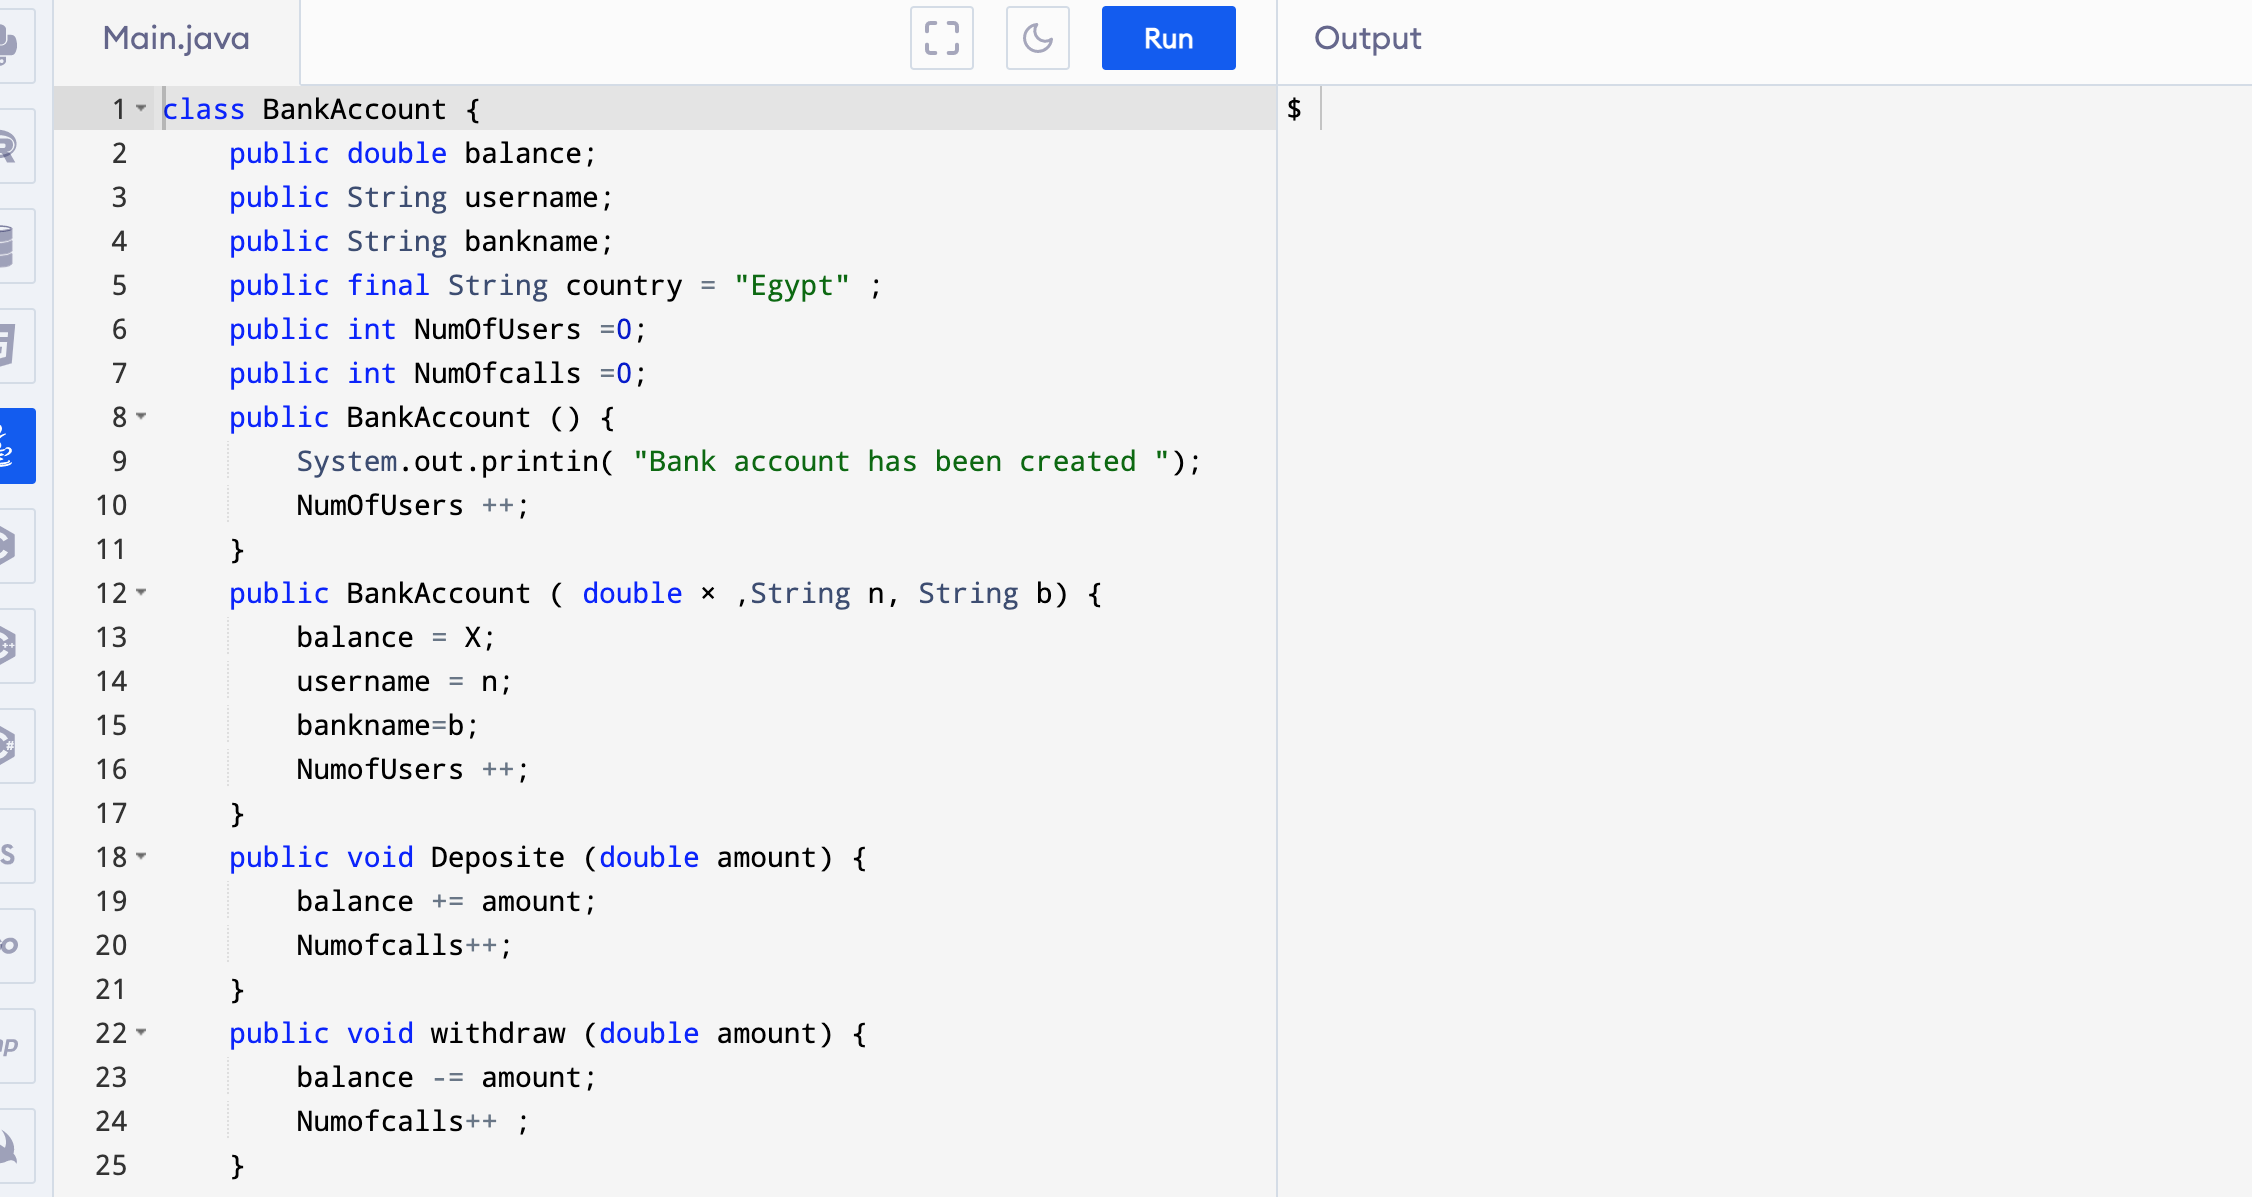 Main.java
Run
Output
1 class BankAccount {
2 public double balance;
3 public String username;
4 public String bankname;
5 public final String country = "Egypt" ;
6 public int NumOfUsers =0;
7 public int NumOfcalls =0;
8 public BankAccount () {
9 System.out.printin( "Bank account has been created ");
10 NumOfUsers ++;
11 }
12 public BankAccount ( double × ,String n, String b) {
13 balance = X;
14 username = n;
15 bankname=b;
16 NumofUsers ++;
17 }
18 public void Deposite (double amount) {
19 balance += amount;
20 Numofcalls++;
21 }
22 public void withdraw (double amount) {
23 balance -= amount;
24 Numofcalls++ ;
25 }
$